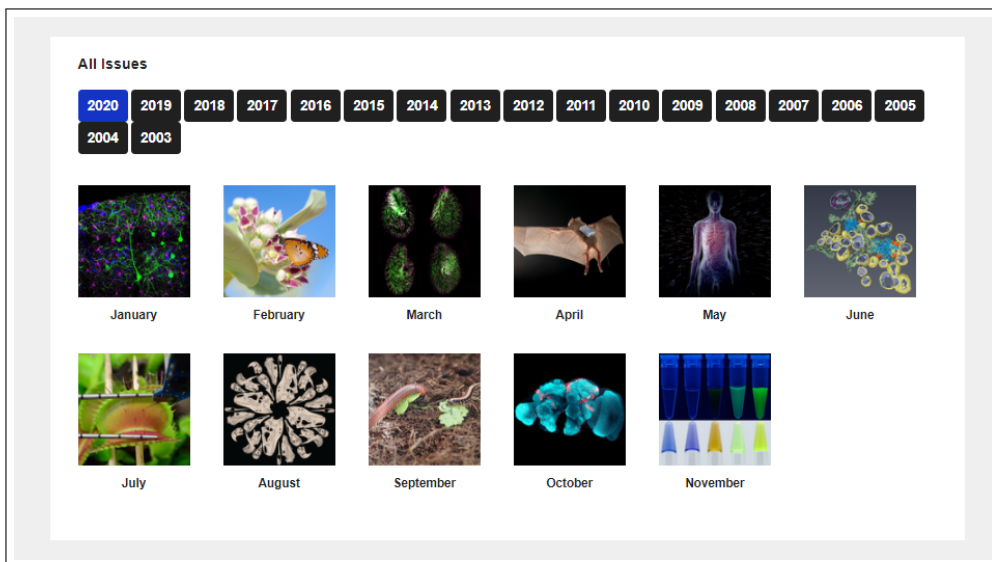 All Issues
2020 2019 2018 2017 2016 2015 2014 2013 2012 2011 2010 2009 2008 2007 2006 2005
2004 2003
January February March April May June
July August September October November